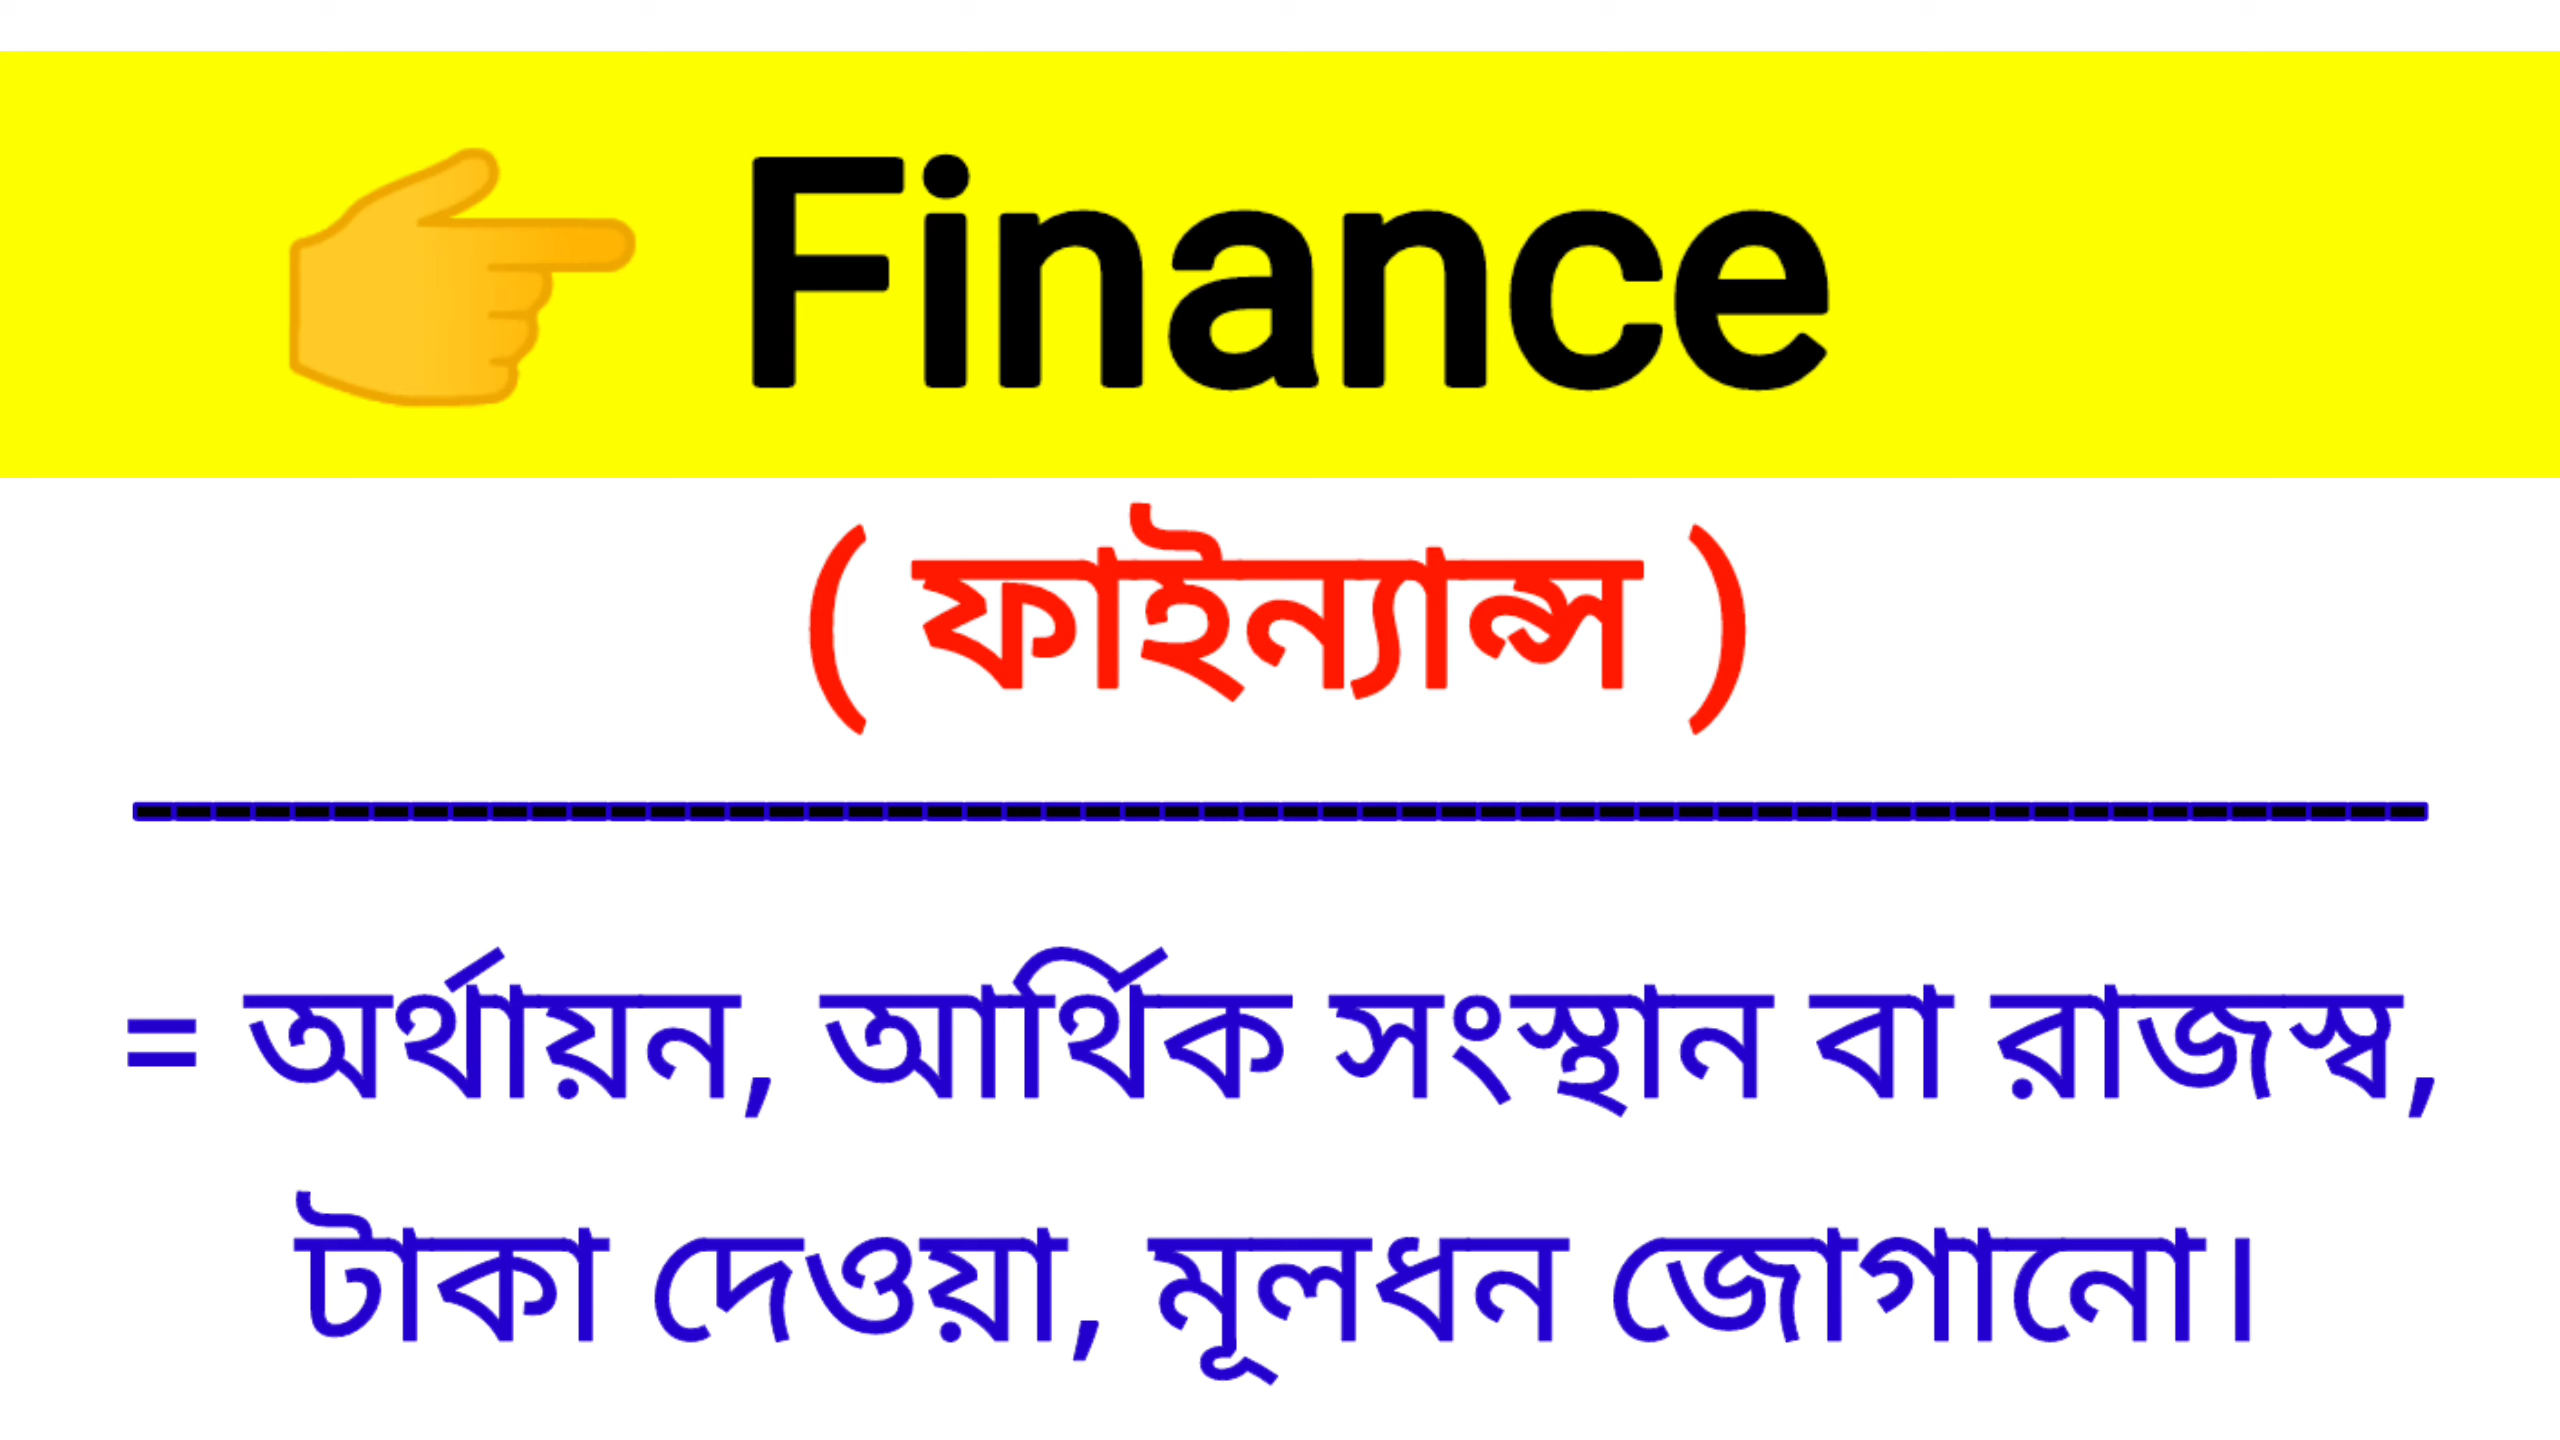 👉 Finance
( ফাইন্যান্স )
----------------------------------------------------------
= অর্থায়ন, আর্থিক সংস্থান বা রাজস্ব,
টাকা দেওয়া, মূলধন জোগানো।